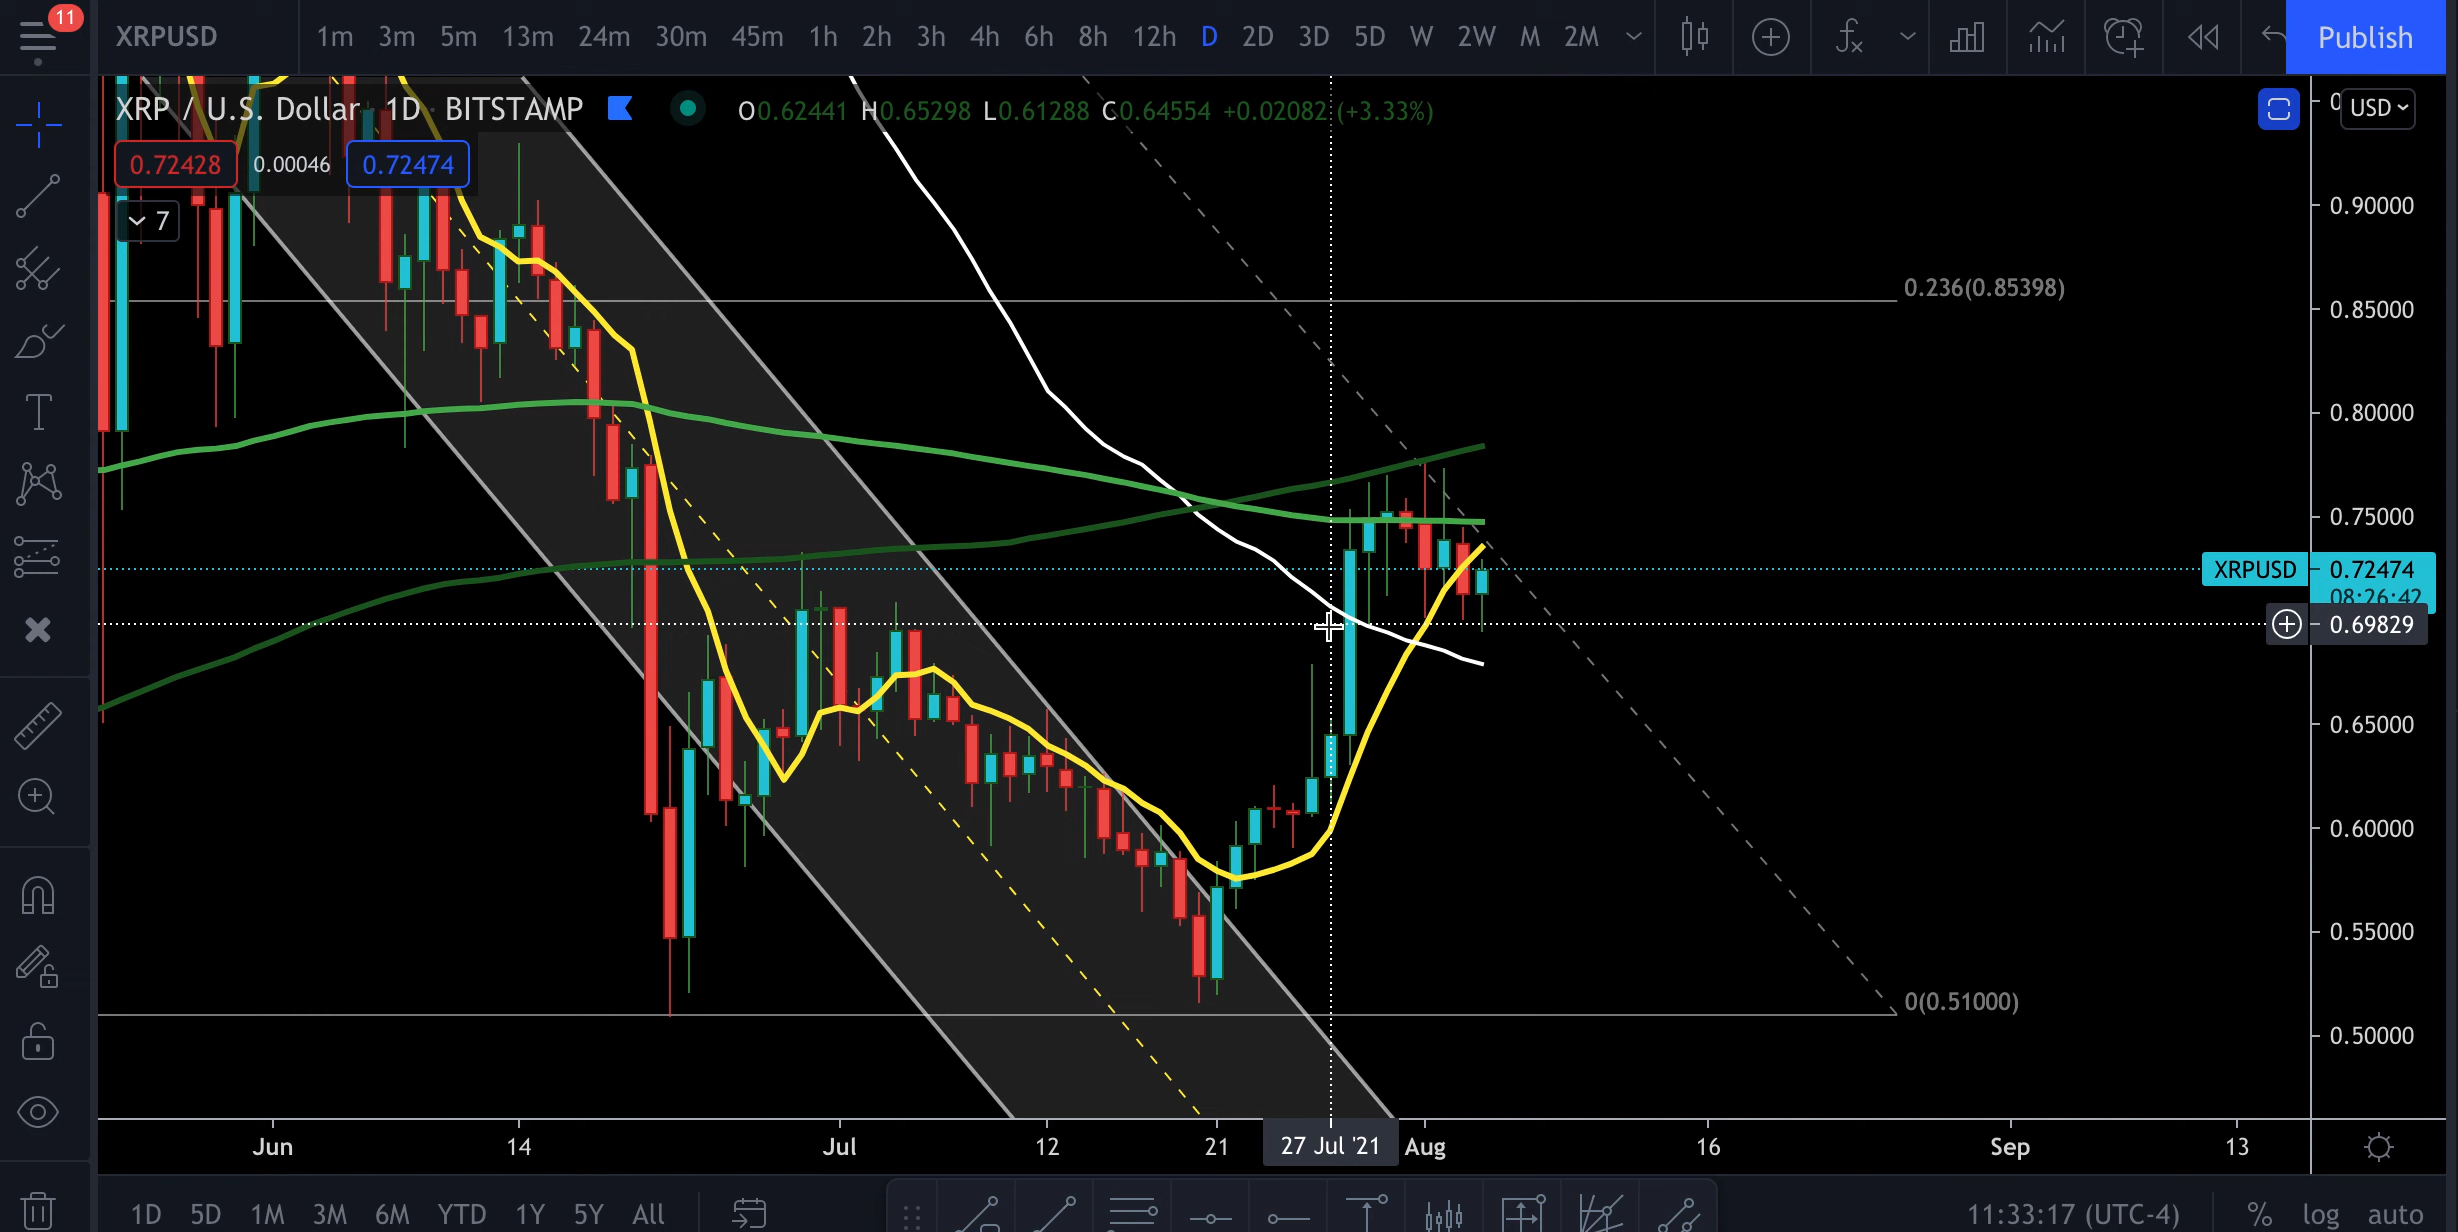 11
XRPUSD 1m 3m 5m 13m 24m 30m 45m 1h 2h 3h 4h 6h 8h 12h D 2D 3D 5D W 2W M 2M Publish
XRP / U.S. Dollar · 1D · BITSTAMP O0.62441 H0.65298 L0.61288 C0.64554 +0.02082 (+3.33%)
USD
0.72428 0.00046 0.72474
7
0.90000
0.236(0.85398)
0.85000
0.80000
0.75000
XRPUSD 0.72474
08:26:42
0.69829
0.65000
0.60000
0.55000
0(0.51000)
0.50000
Jun 14 Jul 12 21 27 Jul '21 Aug 16 Sep 13
1D 5D 1M 3M 6M YTD 1Y 5Y All 11:33:17 (UTC-4) % log auto